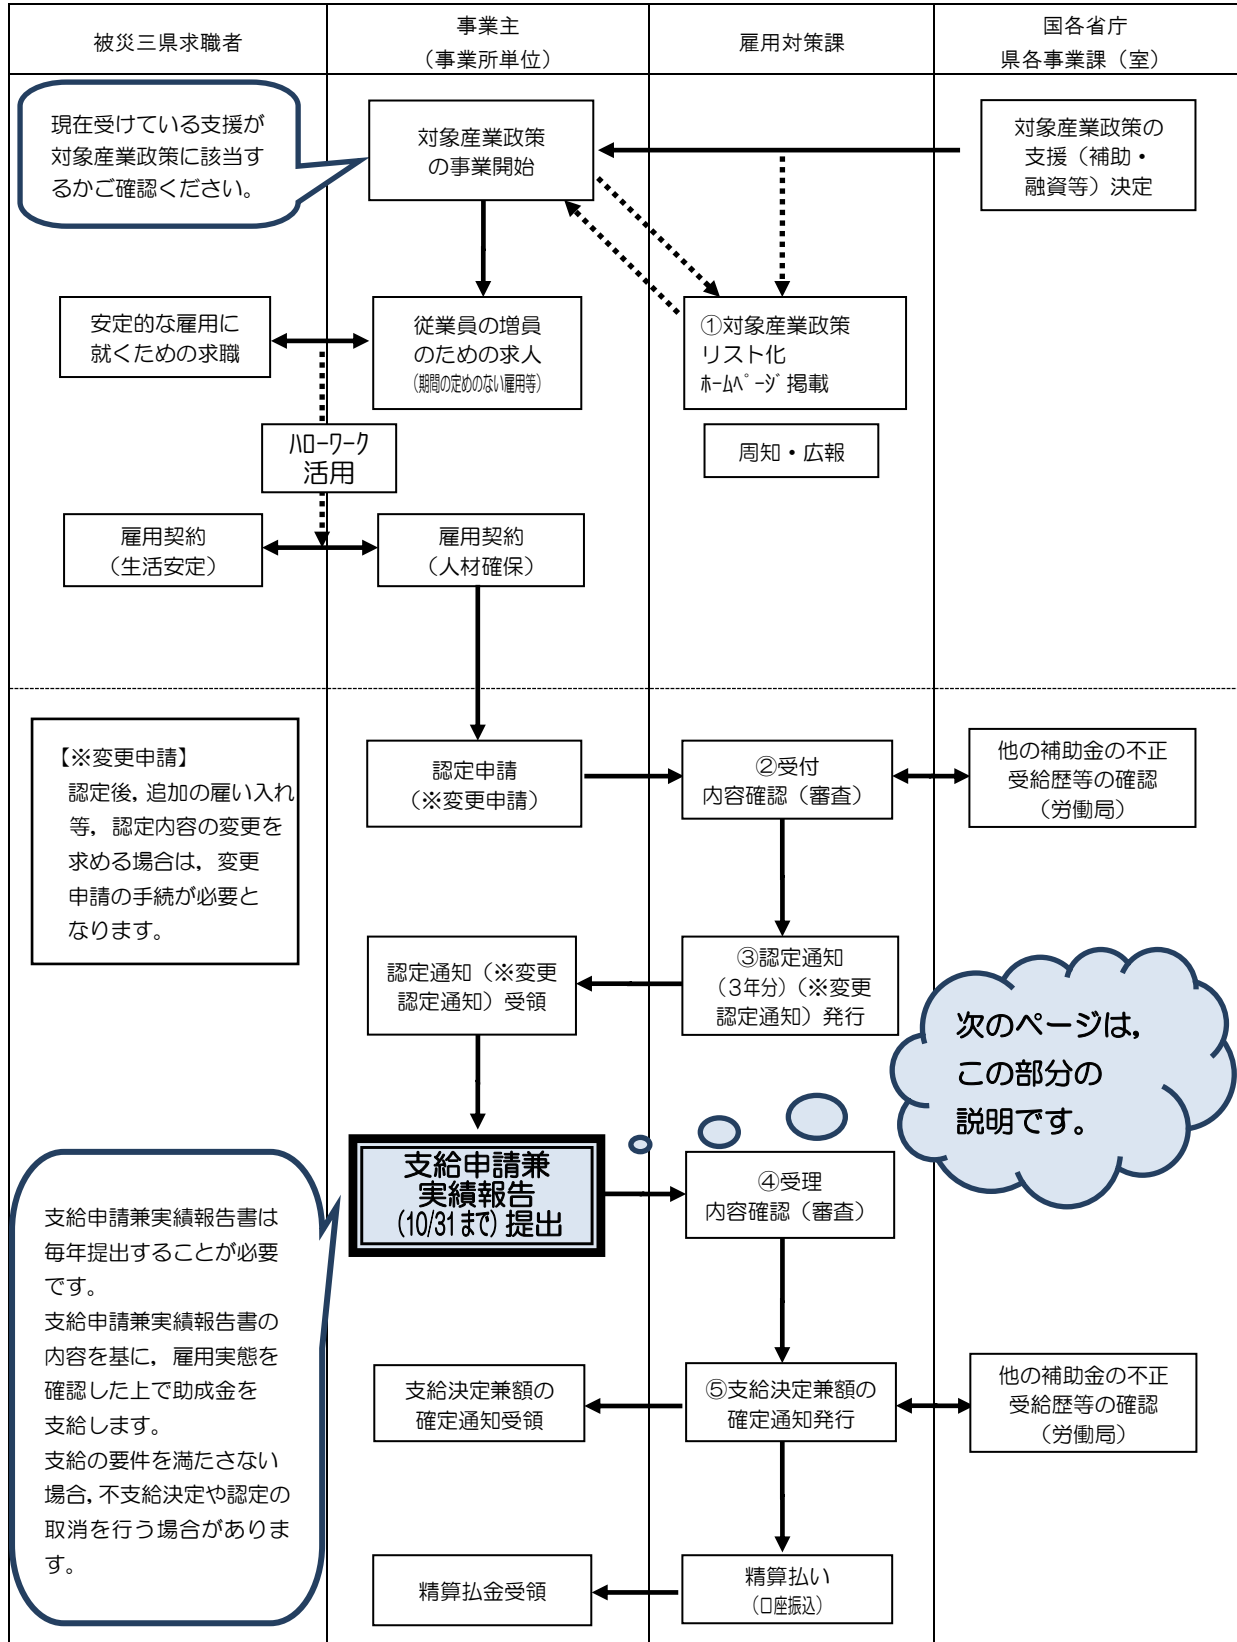 被災三県求職者
事業主
（事業所単位）
雇用対策課
国各省庁
県各事業課（室）
現在受けている支援が
対象産業政策に該当す
るかご確認ください。
対象産業政策
の事業開始
対象産業政策の
支援（補助・
融資等）決定
安定的な雇用に
就くための求職
従業員の増員
のための求人
（期間の定めのない雇用等）
①対象産業政策
リスト化
ﾎｰﾑﾍﾟｰｼﾞ掲載
周知・広報
ﾊﾛｰﾜｰｸ
活用
雇用契約
（生活安定）
雇用契約
（人材確保）
【※変更申請】
認定後，追加の雇い入れ
等，認定内容の変更を
求める場合は，変更
申請の手続が必要と
なります。
認定申請
（※変更申請）
②受付
内容確認（審査）
他の補助金の不正
受給歴等の確認
（労働局）
認定通知（※変更
認定通知）受領
③認定通知
（3年分）（※変更
認定通知）発行
次のページは，
この部分の
説明です。
支給申請兼
実績報告
（10/31まで）提出
④受理
内容確認（審査）
支給申請兼実績報告書は
毎年提出することが必要
です。
支給申請兼実績報告書の
内容を基に，雇用実態を
確認した上で助成金を
支給します。
支給の要件を満たさない
場合，不支給決定や認定の
取消を行う場合がありま
す。
支給決定兼額の
確定通知受領
⑤支給決定兼額の
確定通知発行
他の補助金の不正
受給歴等の確認
（労働局）
精算払金受領
精算払い
（口座振込）